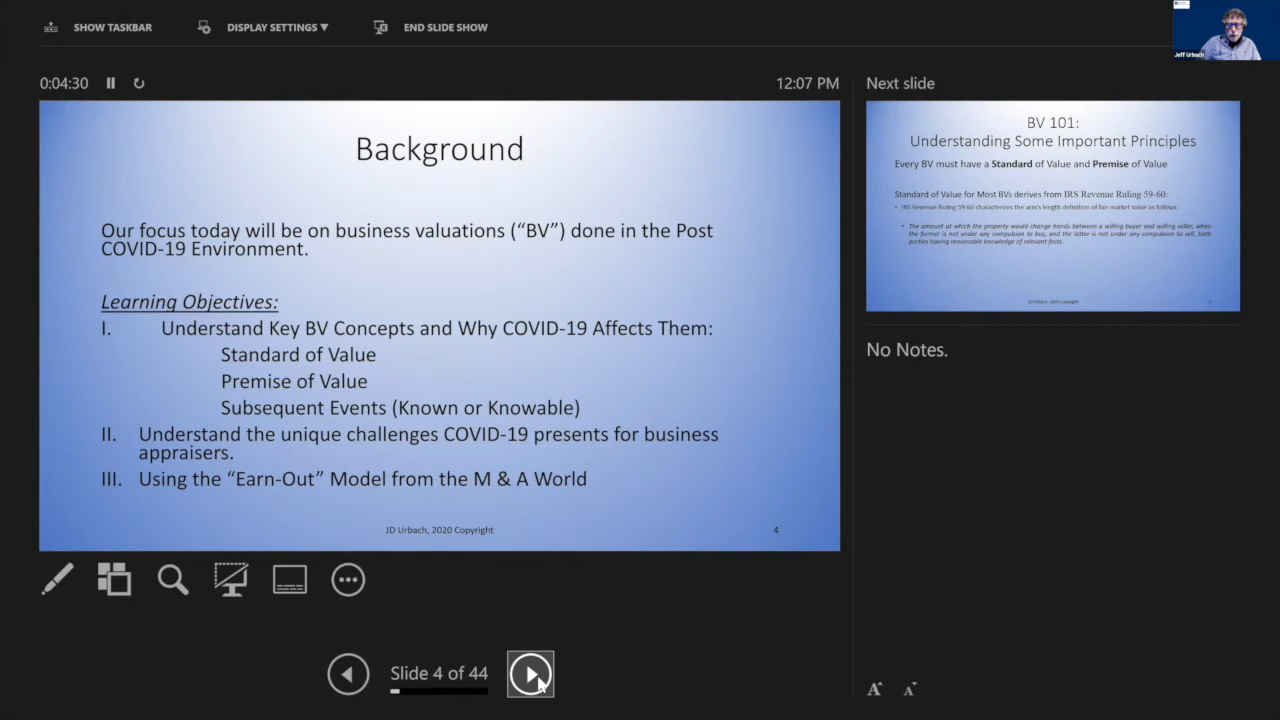 SHOW TASKBAR
DISPLAY SETTINGS ▼
END SLIDE SHOW
Jeff Urbach
0:04:30
12:07 PM
Next slide
Background
Our focus today will be on business valuations (“BV”) done in the Post
COVID-19 Environment.
Learning Objectives:
I. Understand Key BV Concepts and Why COVID-19 Affects Them:
Standard of Value
Premise of Value
Subsequent Events (Known or Knowable)
II. Understand the unique challenges COVID-19 presents for business
appraisers.
III. Using the “Earn-Out” Model from the M & A World
JD Urbach, 2020 Copyright
4
BV 101:
Understanding Some Important Principles
Every BV must have a Standard of Value and Premise of Value
Standard of Value for Most BVs derives from IRS Revenue Ruling 59-60:
• IRS Revenue Ruling 59-60 characterizes the arm's length definition of fair market value as follows:
• The amount at which the property would change hands between a willing buyer and willing seller, when
the former is not under any compulsion to buy, and the latter is not under any compulsion to sell, both
parties having reasonable knowledge of relevant facts.
JD Urbach, 2020 Copyright
No Notes.
Slide 4 of 44
A A